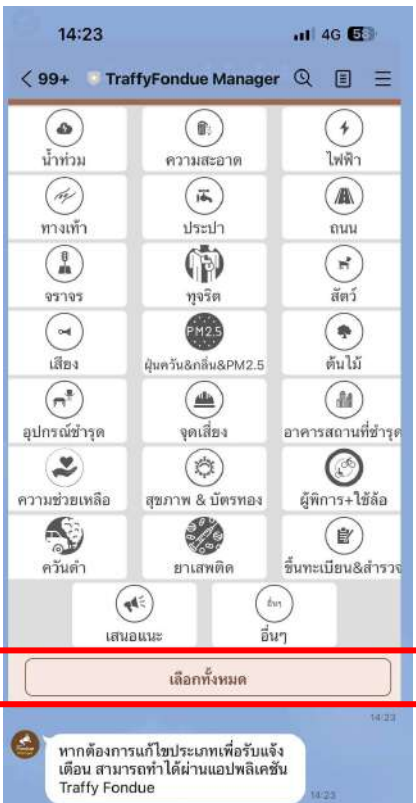 14:23 4G 58
99+ TraffyFondue Manager
น้ำท่วม ความสะอาด ไฟฟ้า
ทางเท้า ประปา ถนน
จราจร ทุจริต สัตว์
PM2.5
เสียง ฝุ่นควัน&กลิ่น&PM2.5 ต้นไม้
อุปกรณ์ชำรุด จุดเสี่ยง อาคารสถานที่ชำรุด
ความช่วยเหลือ สุขภาพ & บัตรทอง ผู้พิการ+ใช้ล้อ
ควันดำ ยาเสพติด ขึ้นทะเบียน&สำรวจ
อื่นๆ
เสนอแนะ อื่นๆ
เลือกทั้งหมด
14:23
หากต้องการแก้ไขประเภทเพื่อรับแจ้ง
เตือน สามารถทำได้ผ่านแอปพลิเคชัน
Traffy Fondue
14:23